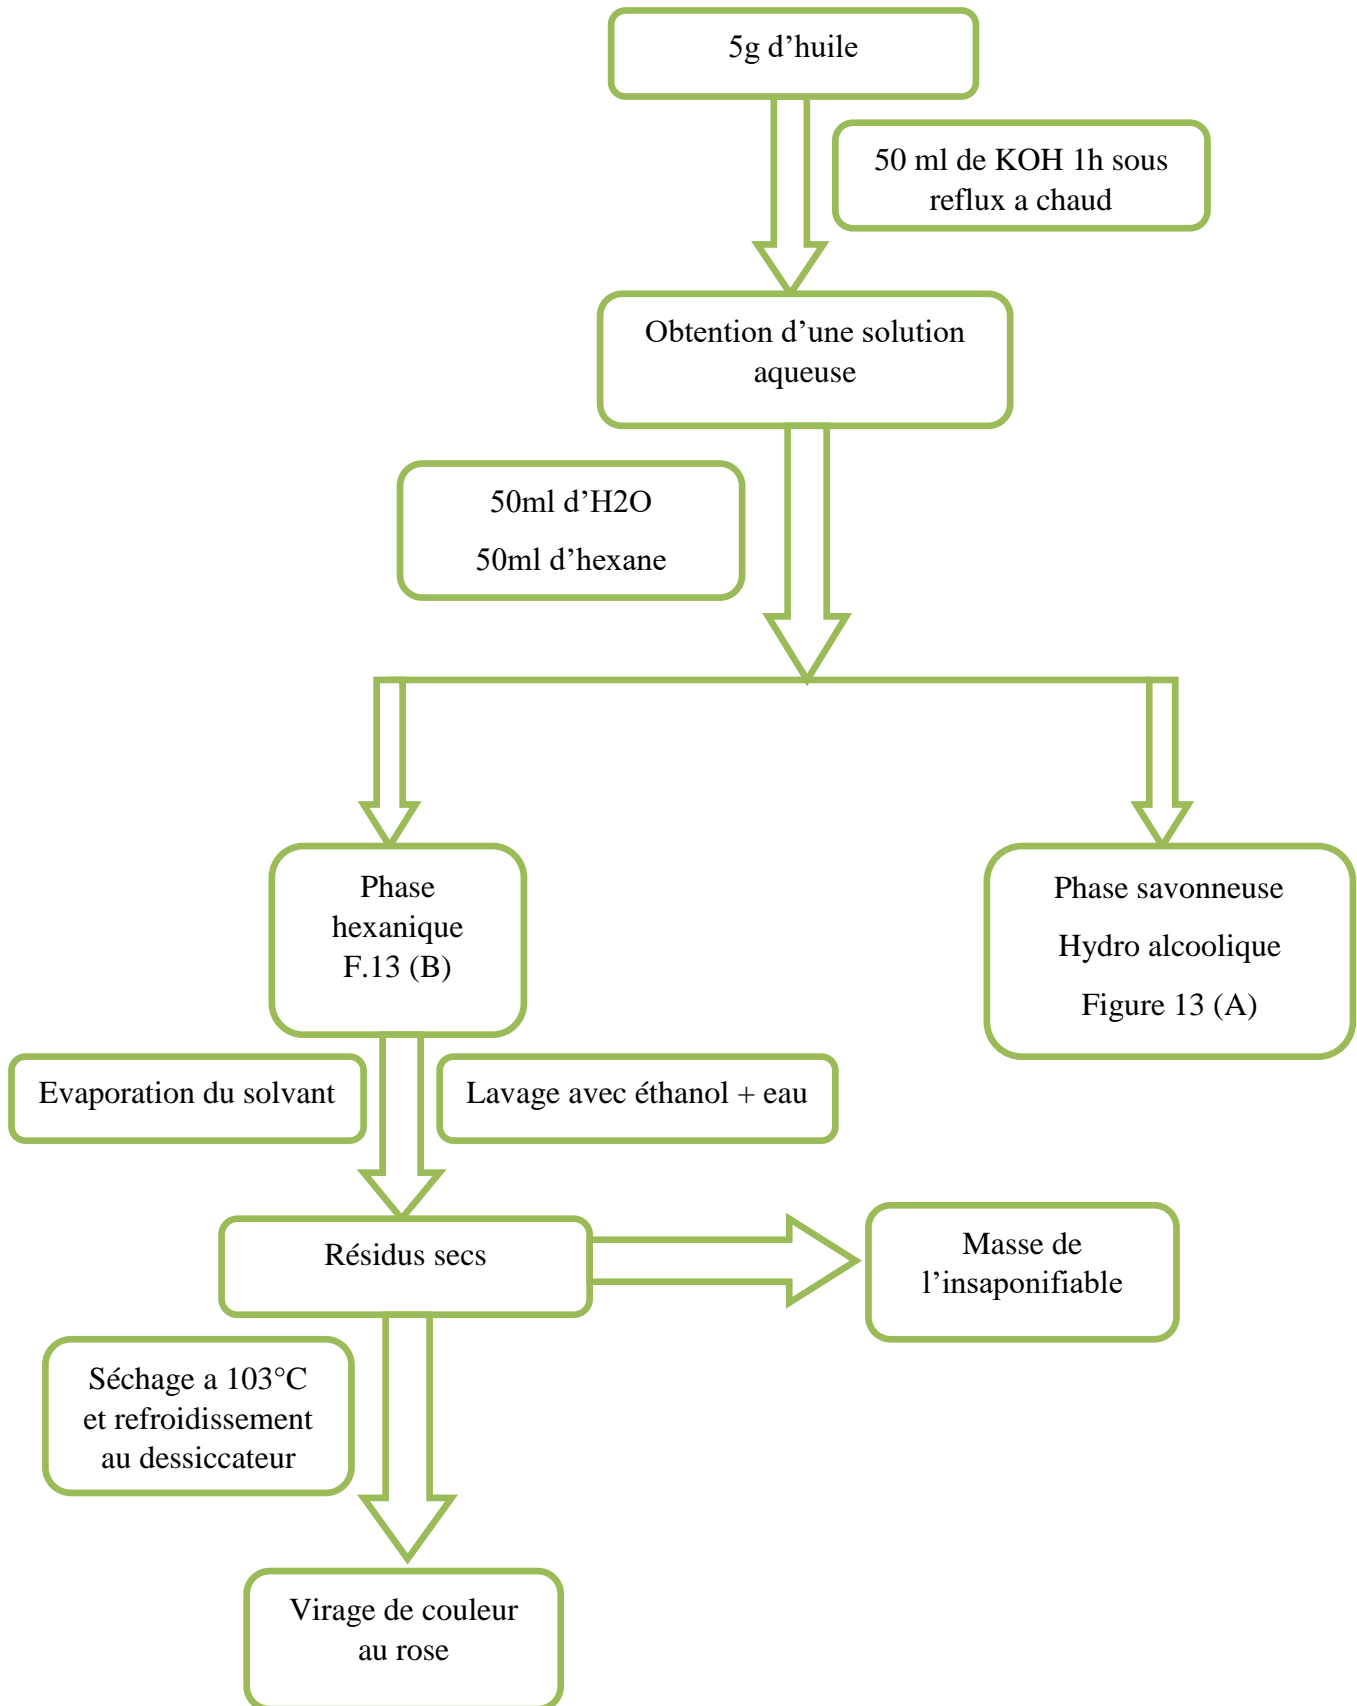 5g d’huile
50 ml de KOH 1h sous
reflux a chaud
Obtention d’une solution
aqueuse
50ml d’H2O
50ml d’hexane
Phase
hexanique
F.13 (B)
Phase savonneuse
Hydro alcoolique
Figure 13 (A)
Evaporation du solvant
Lavage avec éthanol + eau
Résidus secs
Masse de
l’insaponifiable
Séchage a 103°C
et refroidissement
au dessiccateur
Virage de couleur
au rose